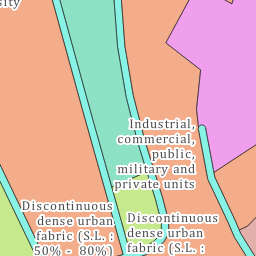 sity
Industrial,
commercial,
public,
military and
private units
Discontinuous
dense urban
fabric (S.L. :
50% - 80%)
Discontinuous
dense urban
fabric (S.L. :